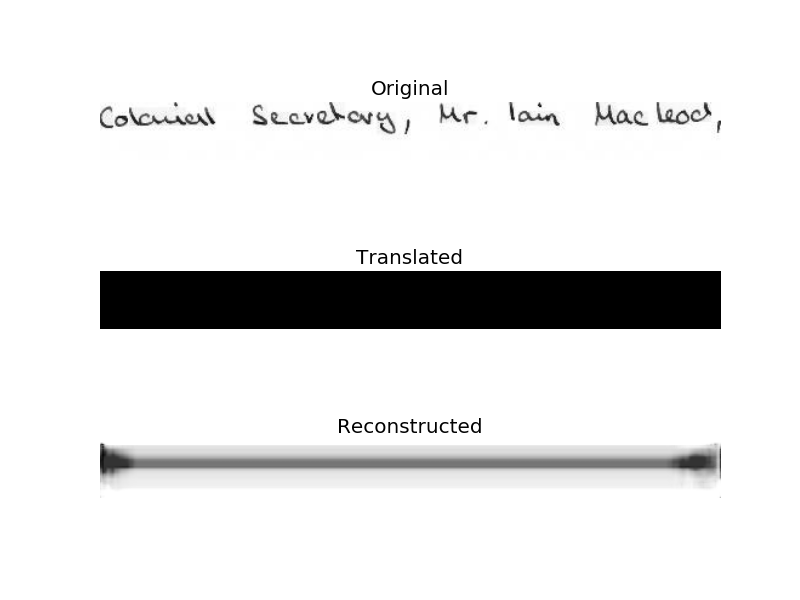 Original
Colonial Secretary, Mr. Iain Macleod,
Translated
Reconstructed